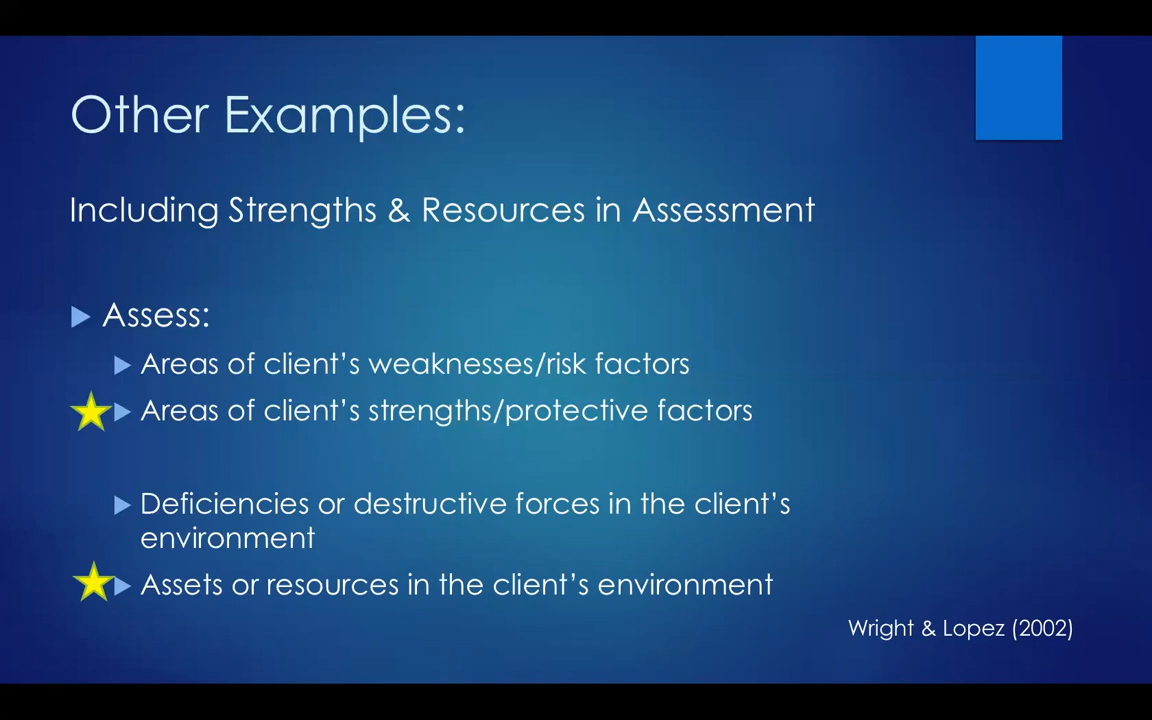 Other Examples:
Including Strengths & Resources in Assessment
Assess:
Areas of client’s weaknesses/risk factors
Areas of client’s strengths/protective factors
Deficiencies or destructive forces in the client’s
environment
Assets or resources in the client’s environment
Wright & Lopez (2002)